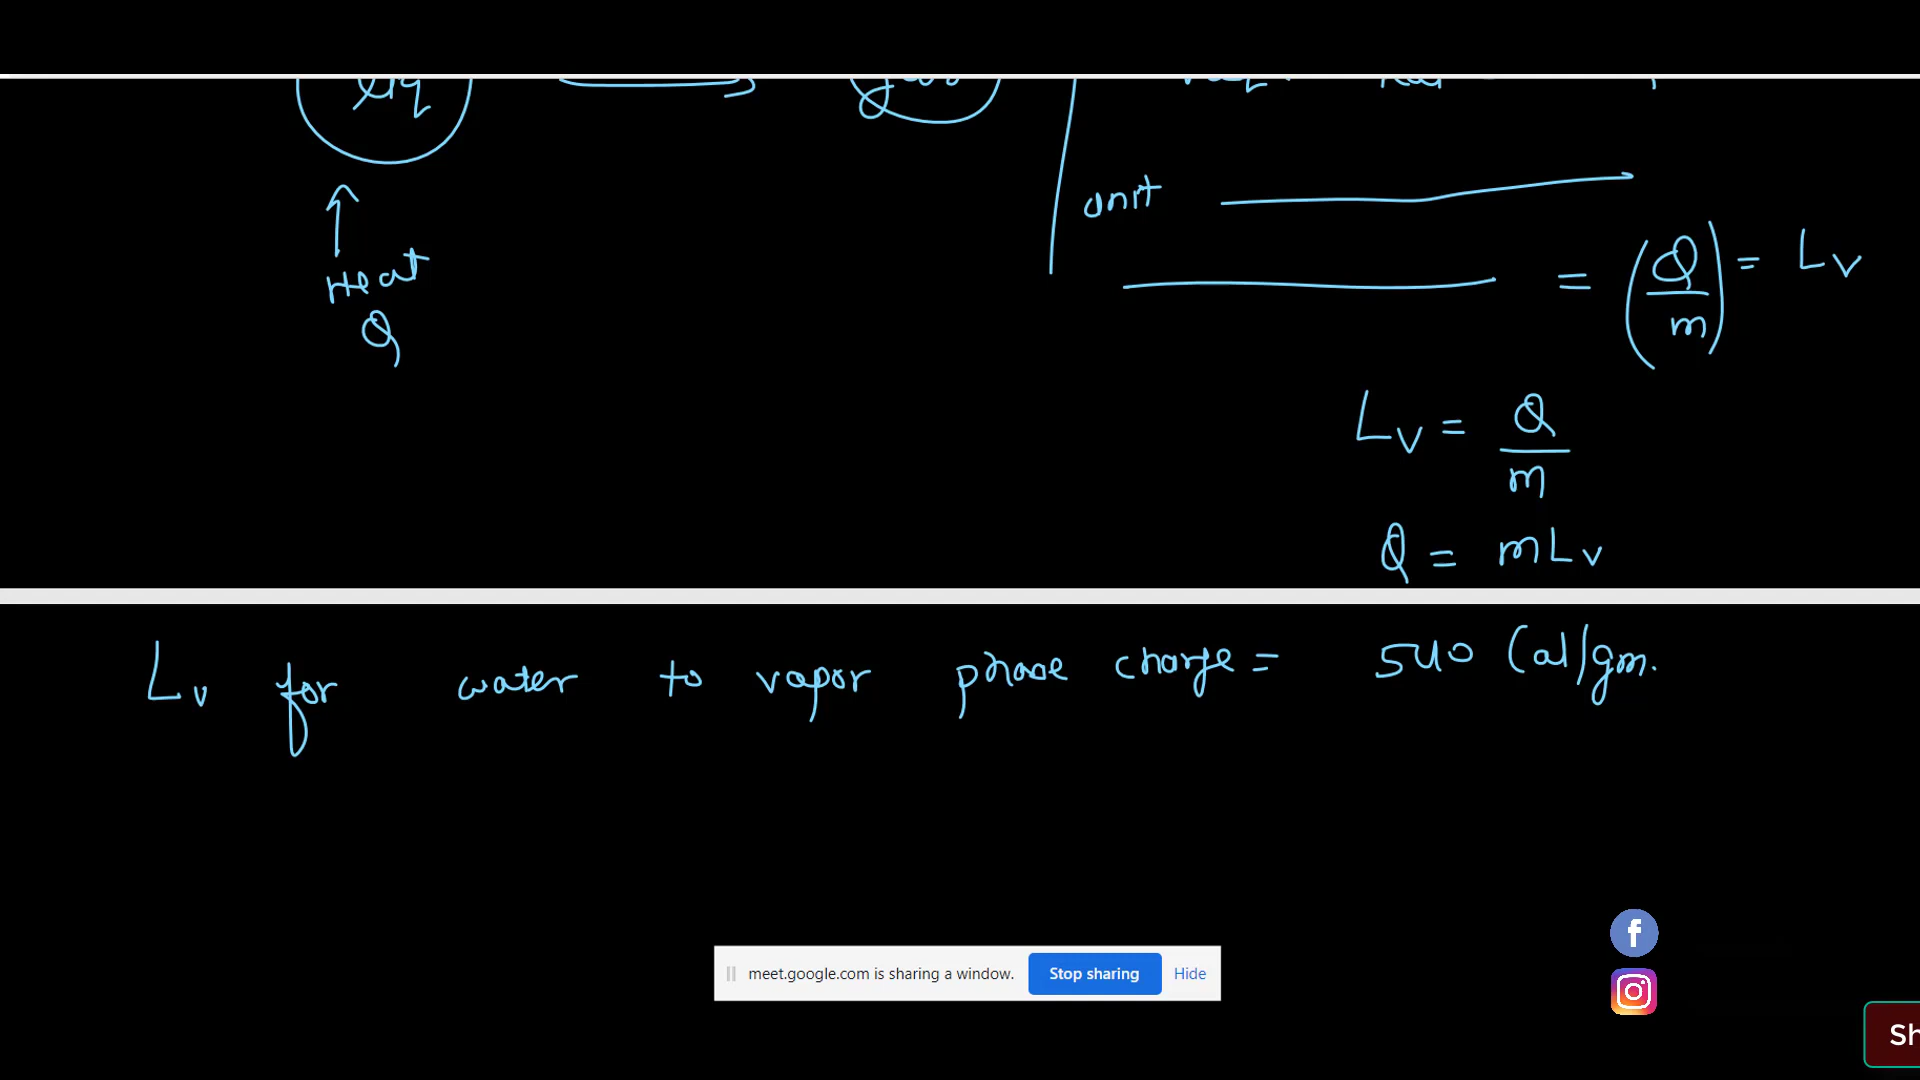 liq
unit
Heat
Q
= (Q/m) = Lv
Lv = Q/m
Q = mLv
Lv for water to vapor phase change = 540 Cal/gm.
meet.google.com is sharing a window. Stop sharing Hide
f
Sh